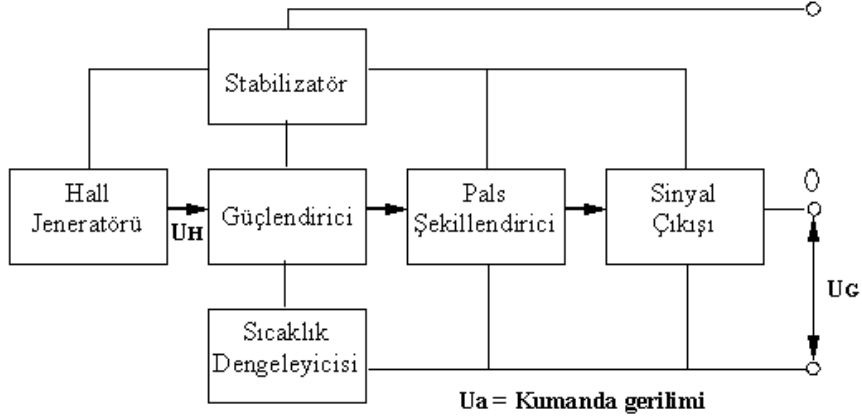 Stabilizatör
Hall
Jeneratörü
UH
Güçlendirici
Pals
Şekillendirici
Sinyal
Çıkışı
0
UG
Sıcaklık
Dengeleyicisi
Ua = Kumanda gerilimi